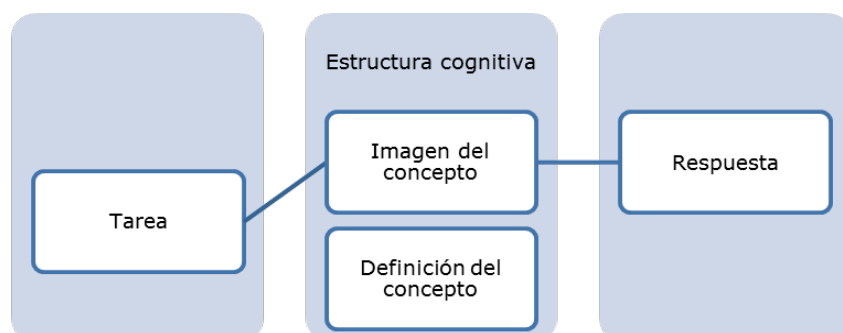 Estructura cognitiva
Tarea
Imagen del
concepto
Definición del
concepto
Respuesta